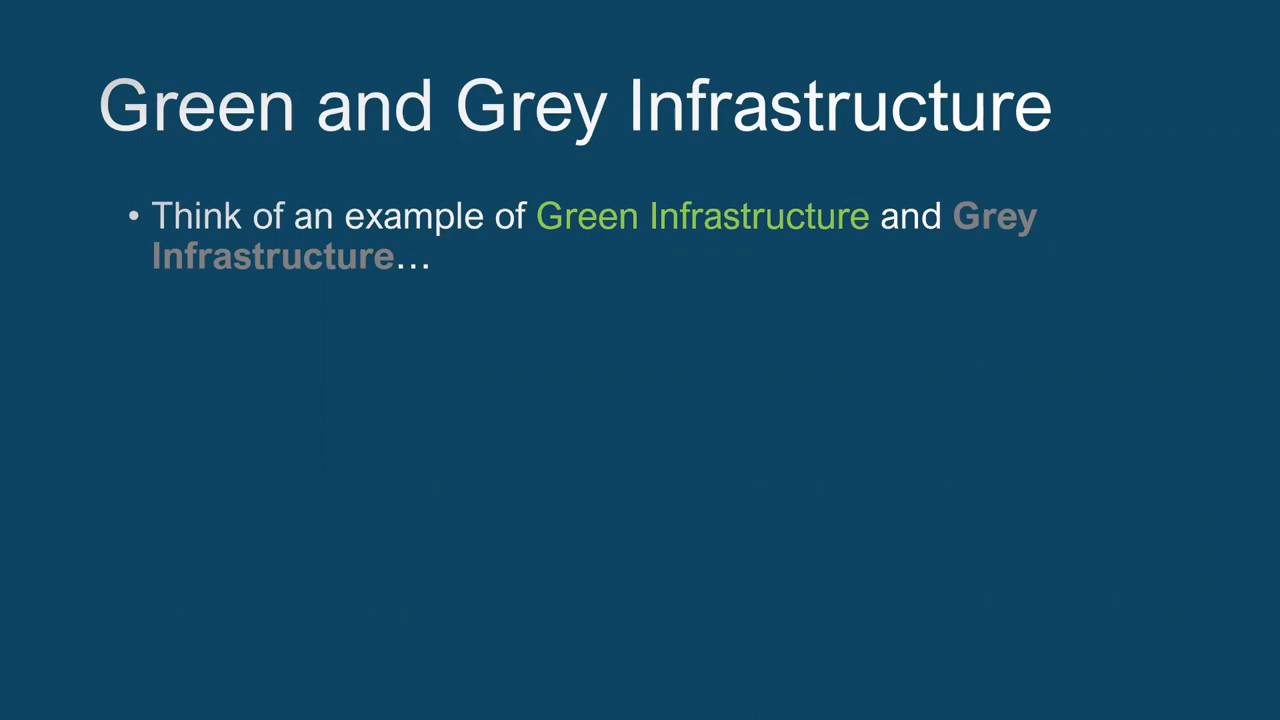 Green and Grey Infrastructure
• Think of an example of Green Infrastructure and Grey
Infrastructure…